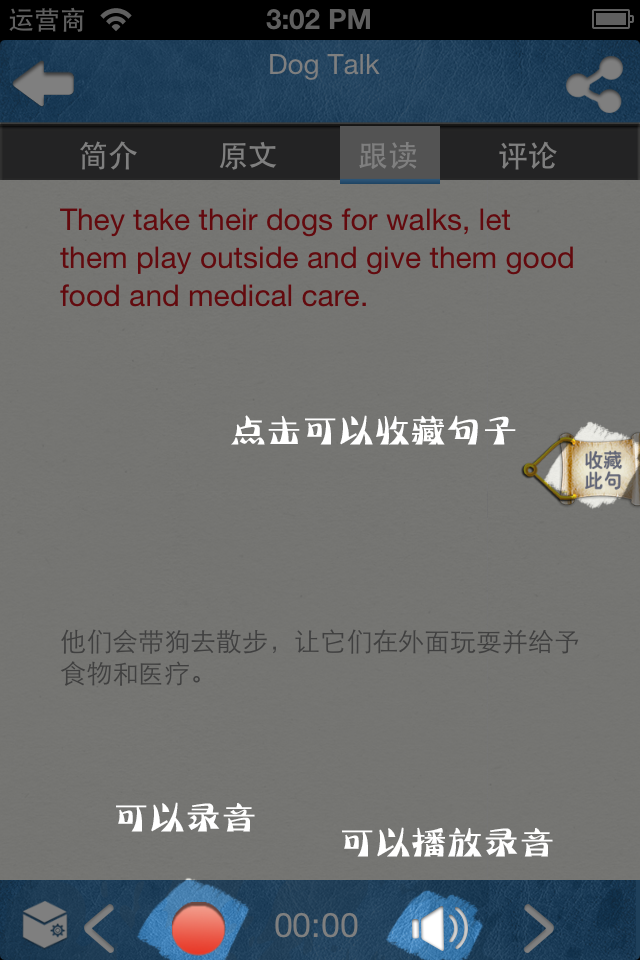 运营商
3:02 PM
Dog Talk
简介
原文
跟读
评论
They take their dogs for walks, let
them play outside and give them good
food and medical care.
点击可以收藏句子
收藏
此句
他们会带狗去散步，让它们在外面玩耍并给予
食物和医疗。
可以录音
可以播放录音
00:00